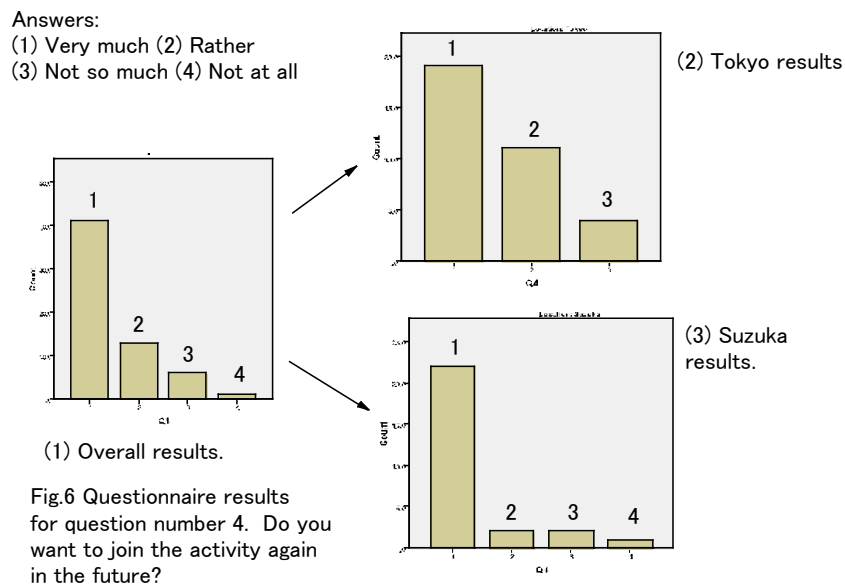 Answers:
(1) Very much (2) Rather
(3) Not so much (4) Not at all
(2) Tokyo results
1
2
3
1
2
3
4
(1) Overall results.
(3) Suzuka
results.
1
2
3
4
Count
Fig.6 Questionnaire results
for question number 4. Do you
want to join the activity again
in the future?